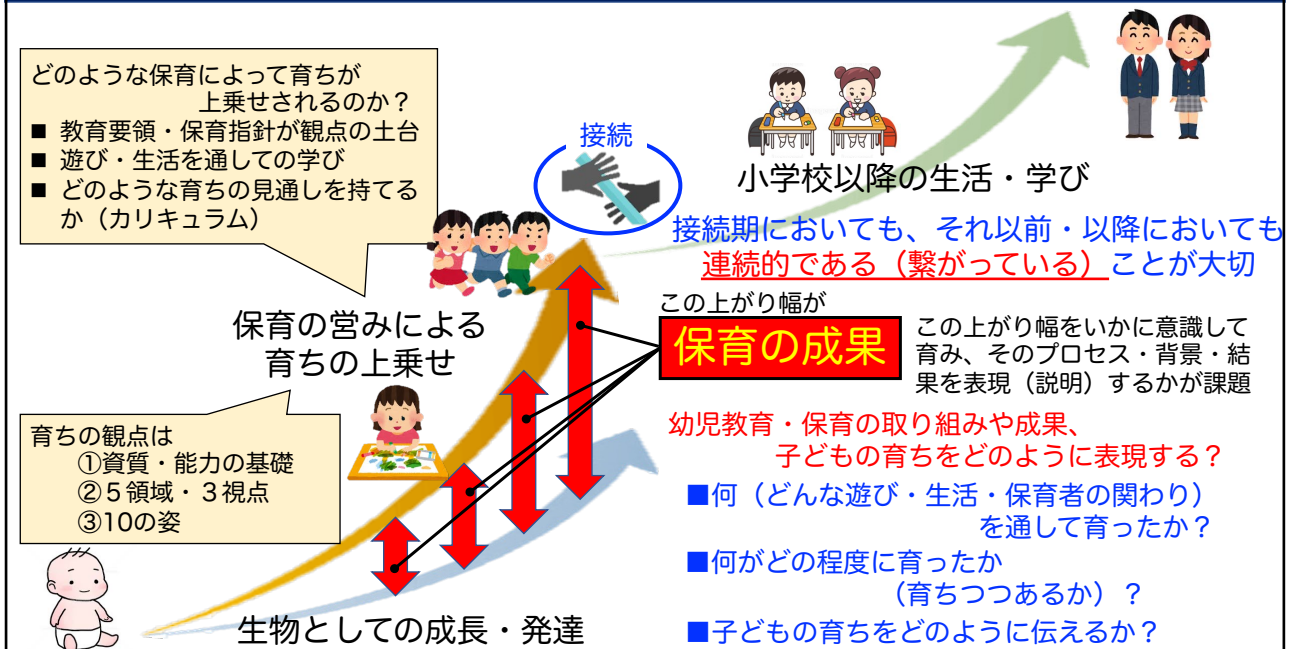 どのような保育によって育ちが
上乗せされるのか？
■ 教育要領・保育指針が観点の土台
■ 遊び・生活を通しての学び
■ どのような育ちの見通しを持てる
か（カリキュラム）
接続
小学校以降の生活・学び
接続期においても、それ以前・以降においても
連続的である（繋がっている）ことが大切
保育の営みによる
育ちの上乗せ
この上がり幅が
保育の成果
この上がり幅をいかに意識して
育み、そのプロセス・背景・結
果を表現（説明）するかが課題
育ちの観点は
①資質・能力の基礎
②５領域・３視点
③10の姿
幼児教育・保育の取り組みや成果、
子どもの育ちをどのように表現する？
■何（どんな遊び・生活・保育者の関わり）
を通して育ったか？
■何がどの程度に育ったか
（育ちつつあるか）？
■子どもの育ちをどのように伝えるか？
生物としての成長・発達